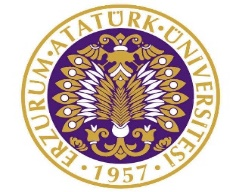 ERZURUM · ATATÜRK · ÜNİVERSİTESİ
· 1957 ·